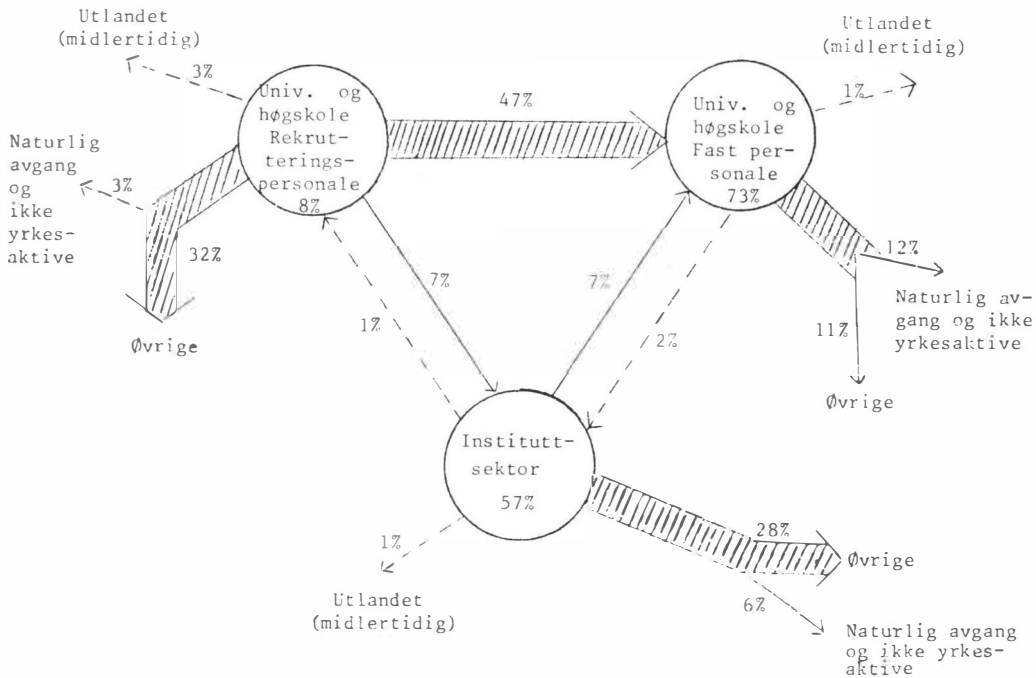 Utlandet
(midlertidig)
3%
Univ. og
høgskole
Rekrut-
terings-
personale
8%
47%
Utlandet
(midlertidig)
1%
Univ. og
høgskole
Fast per-
sonale
73%
Naturlig
avgang
og
ikke
yrkes-
aktive
3%
32%
Øvrige
7%
1%
7%
2%
12%
Naturlig av-
gang og ikke
yrkesaktive
11%
Øvrige
Institutt-
sektor
57%
1%
Utlandet
(midlertidig)
28%
Øvrige
6%
Naturlig avgang
og ikke yrkes-
aktive